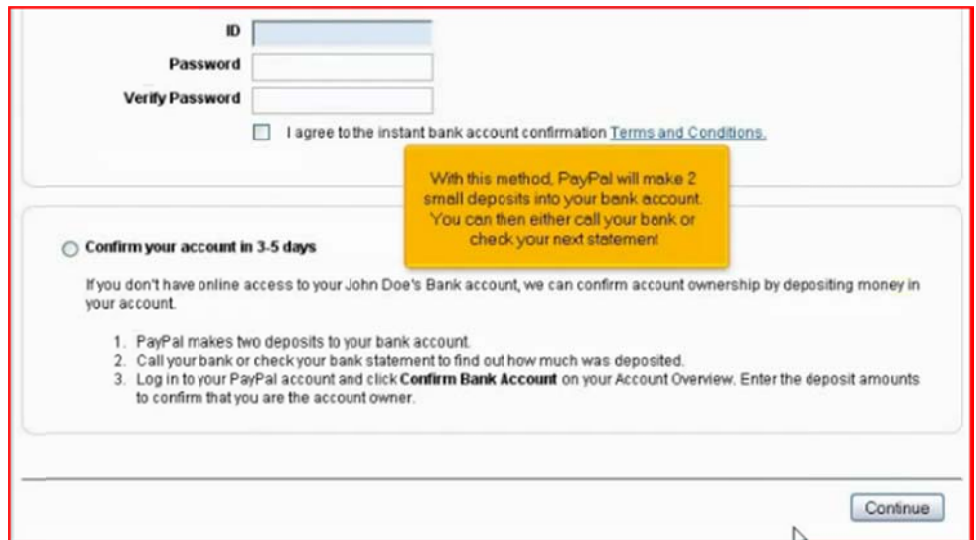 ID
Password
Verify Password
I agree to the instant bank account confirmation Terms and Conditions.
With this method, PayPal will make 2
small deposits into your bank account.
You can then either call your bank or
check your next statement
Confirm your account in 3-5 days
If you don't have online access to your John Doe's Bank account, we can confirm account ownership by depositing money in
your account.
1. PayPal makes two deposits to your bank account.
2. Call your bank or check your bank statement to find out how much was deposited.
3. Log in to your PayPal account and click Confirm Bank Account on your Account Overview. Enter the deposit amounts
to confirm that you are the account owner.
Continue